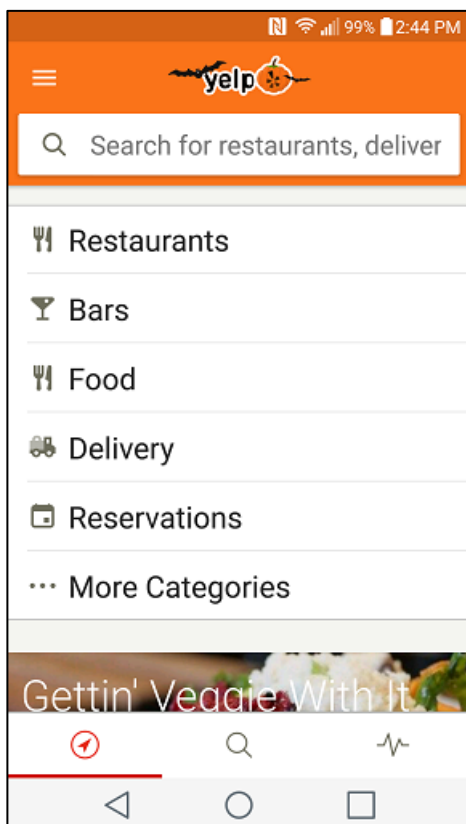 99% 2:44 PM
yelp
Search for restaurants, deliver
Restaurants
Bars
Food
Delivery
Reservations
More Categories
Gettin' Veggie With It